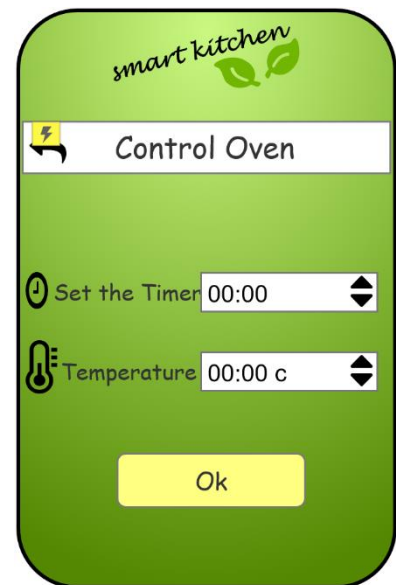 smart kitchen
Control Oven
Set the Timer 00:00
Temperature 00:00 c
Ok